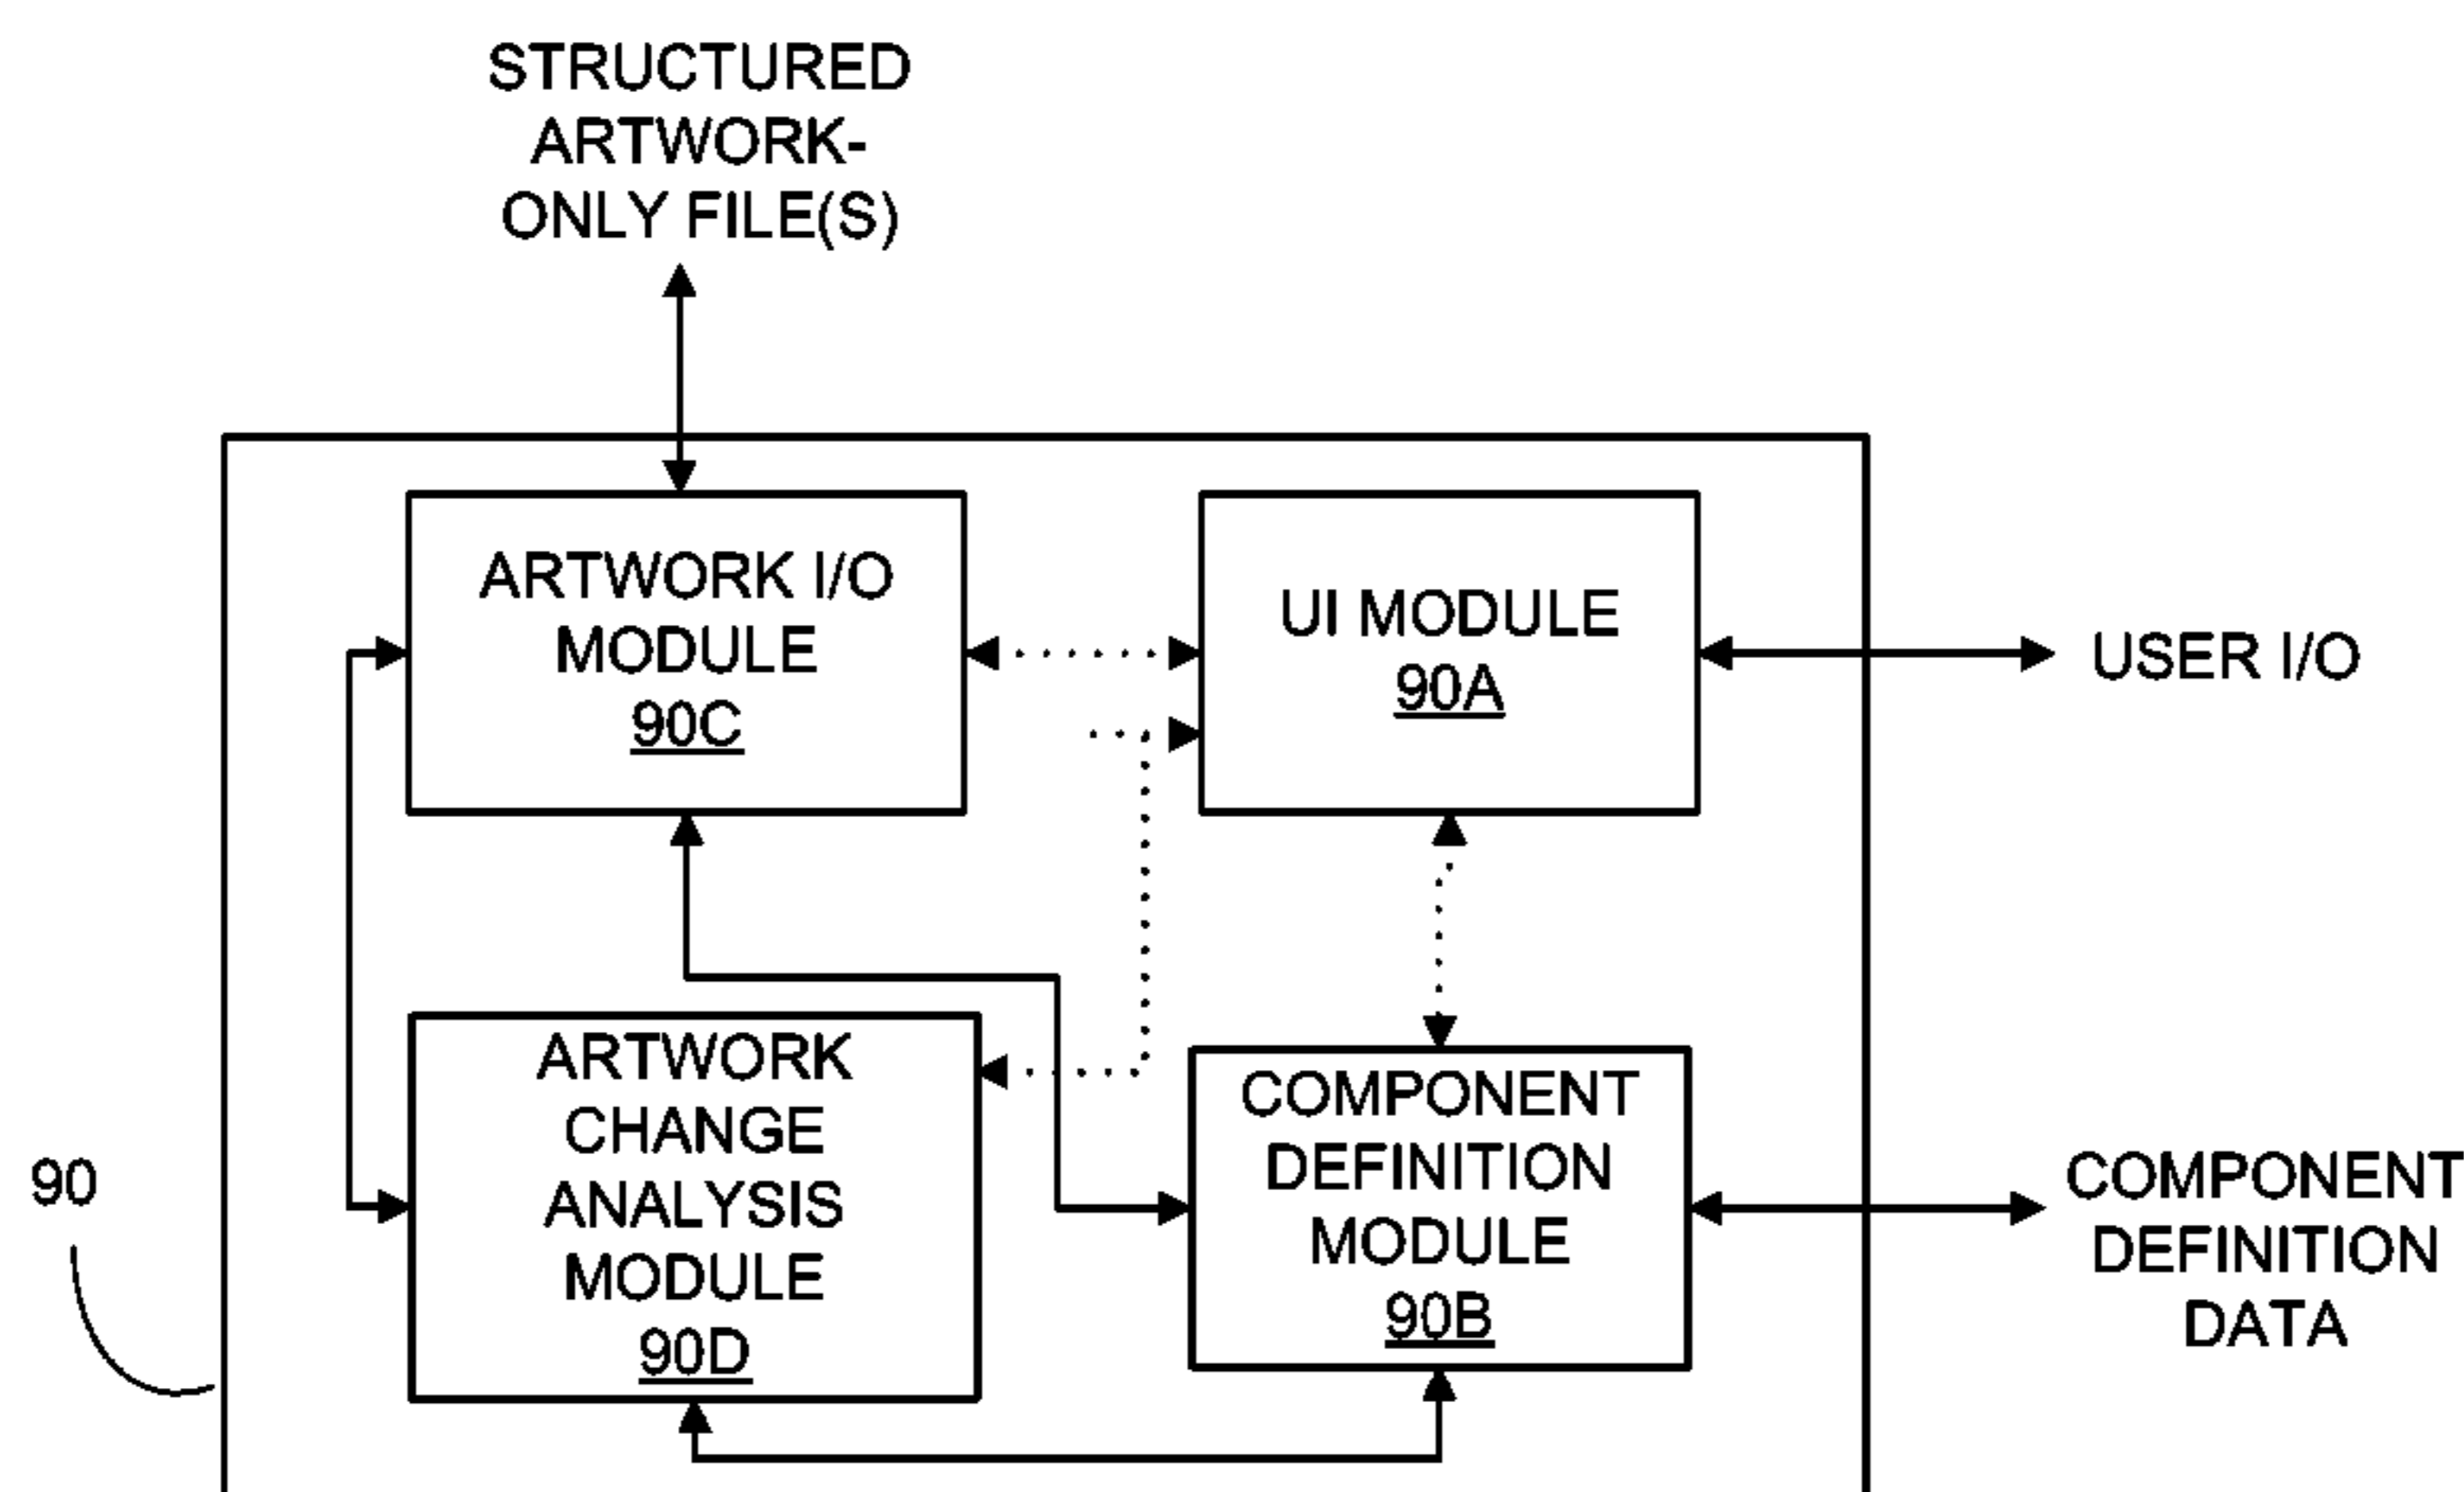 STRUCTURED
ARTWORK-
ONLY FILE(S)
ARTWORK I/O
MODULE
90C
UI MODULE
90A
USER I/O
ARTWORK
CHANGE
ANALYSIS
MODULE
90D
COMPONENT
DEFINITION
MODULE
90B
COMPONENT
DEFINITION
DATA
90